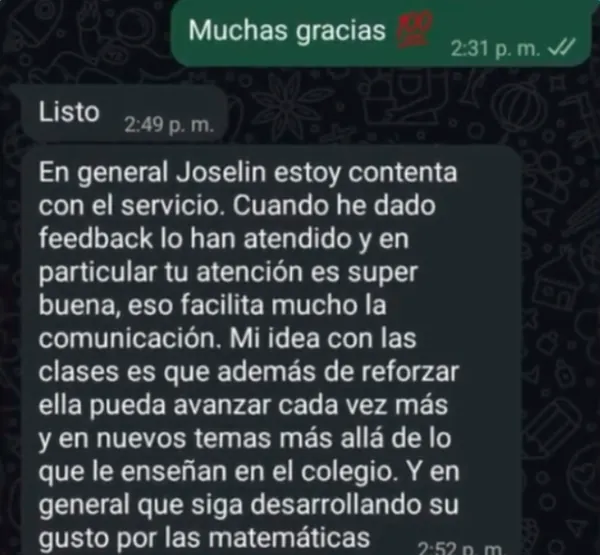 Muchas gracias 💯
2:31 p. m.
Listo
2:49 p. m.
En general Joselin estoy contenta
con el servicio. Cuando he dado
feedback lo han atendido y en
particular tu atención es super
buena, eso facilita mucho la
comunicación. Mi idea con las
clases es que además de reforzar
ella pueda avanzar cada vez más
y en nuevos temas más allá de lo
que le enseñan en el colegio. Y en
general que siga desarrollando su
gusto por las matemáticas
2:52 p. m.